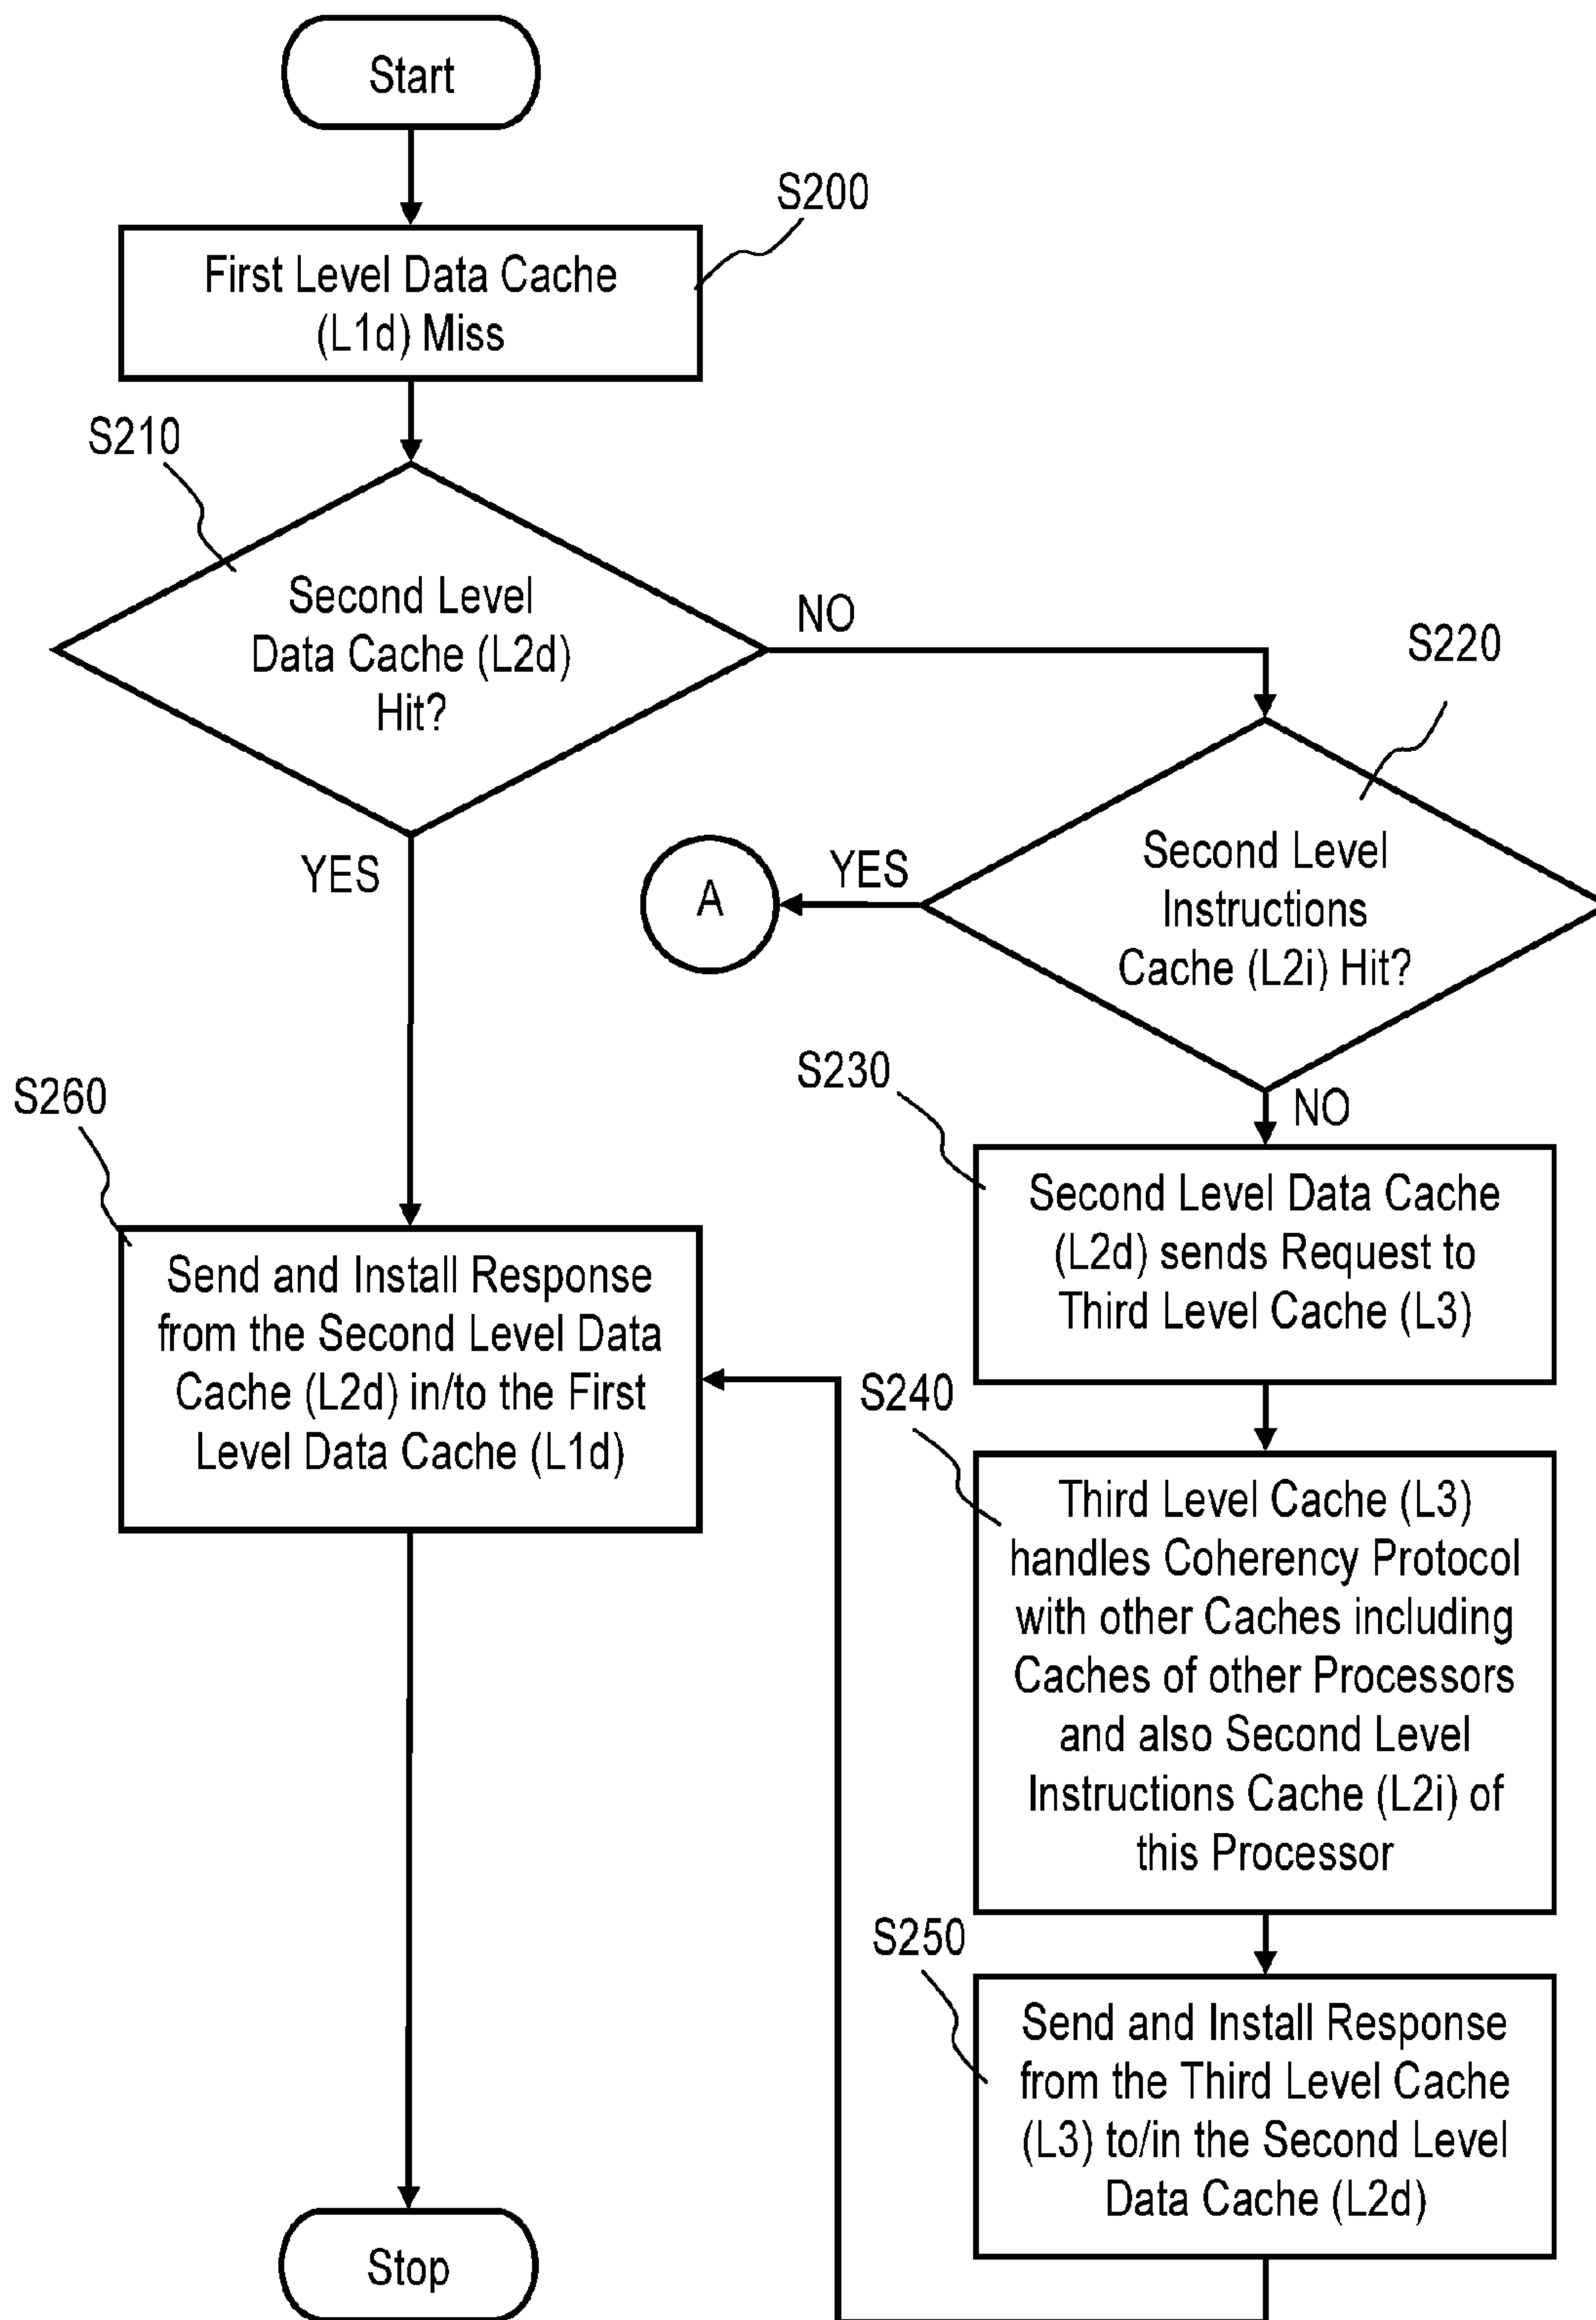 Start
S200
First Level Data Cache
(L1d) Miss
S210
Second Level
Data Cache (L2d)
Hit?
NO
YES
S220
Second Level
Instructions
Cache (L2i) Hit?
YES
A
NO
S230
Second Level Data Cache
(L2d) sends Request to
Third Level Cache (L3)
S240
Third Level Cache (L3)
handles Coherency Protocol
with other Caches including
Caches of other Processors
and also Second Level
Instructions Cache (L2i) of
this Processor
S250
Send and Install Response
from the Third Level Cache
(L3) to/in the Second Level
Data Cache (L2d)
S260
Send and Install Response
from the Second Level Data
Cache (L2d) in/to the First
Level Data Cache (L1d)
Stop